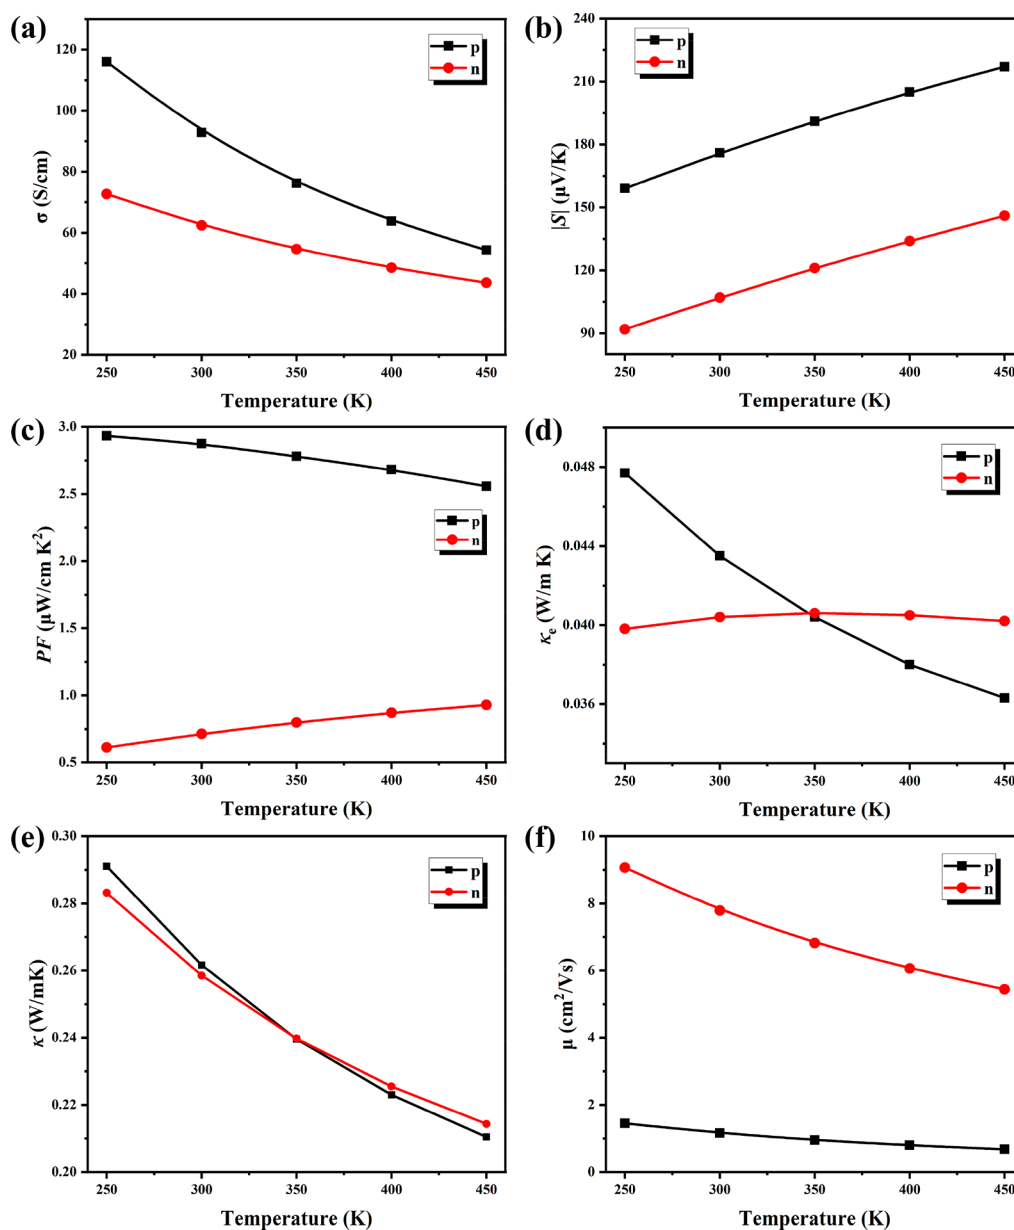 (a)
120
100
80
60
40
20
σ (S/cm)
p
n
250 300 350 400 450
Temperature (K)
(b)
240
210
180
150
120
90
|S| (μV/K)
p
n
250 300 350 400 450
Temperature (K)
(c)
3.0
2.5
2.0
1.5
1.0
0.5
PF (μW/cm K²)
p
n
250 300 350 400 450
Temperature (K)
(d)
0.048
0.044
0.040
0.036
κₑ (W/m K)
p
n
250 300 350 400 450
Temperature (K)
(e)
0.30
0.28
0.26
0.24
0.22
0.20
κ (W/mK)
p
n
250 300 350 400 450
Temperature (K)
(f)
10
8
6
4
2
0
μ (cm²/Vs)
p
n
250 300 350 400 450
Temperature (K)